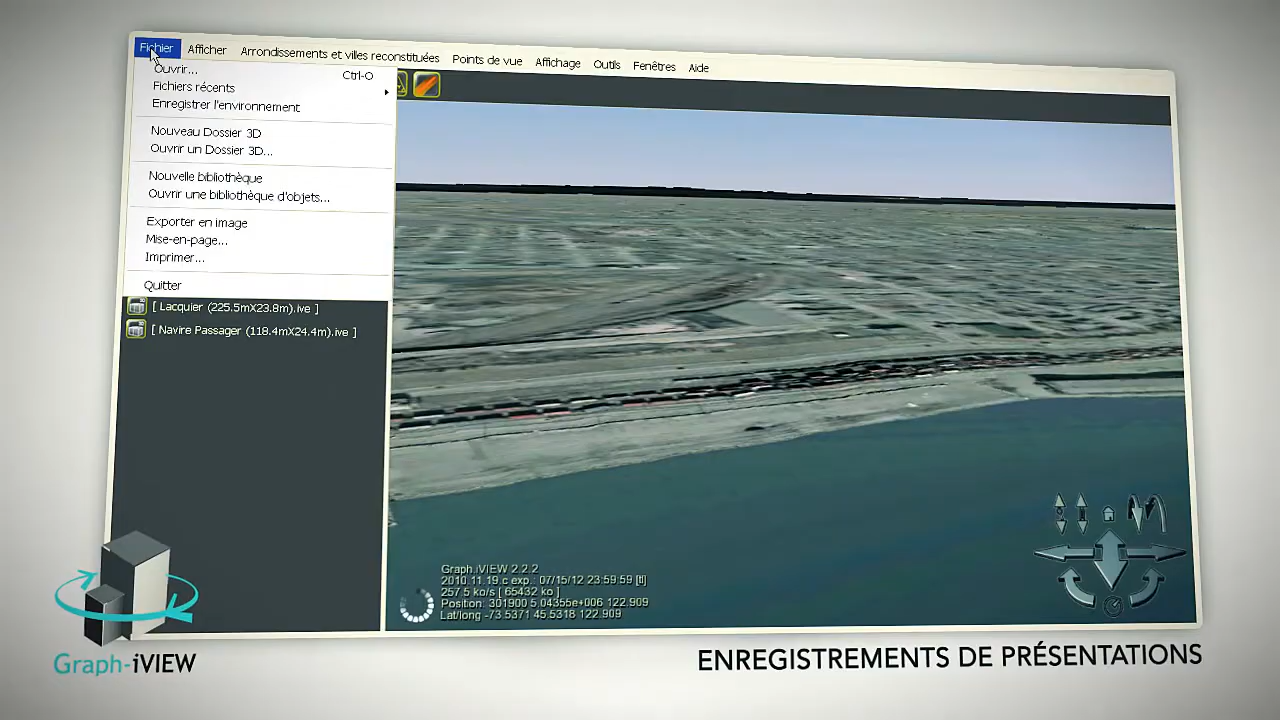 Fichier Afficher Arrondissements et villes reconstituées Points de vue Affichage Outils Fenêtres Aide
Ouvrir... Ctrl-O
Fichiers récents
Enregistrer l'environnement
Nouveau Dossier 3D
Ouvrir un Dossier 3D...
Nouvelle bibliothèque
Ouvrir une bibliothèque d'objets...
Exporter en image
Mise-en-page...
Imprimer...
Quitter
[ Lacquier (225.5mX23.8m).ive ]
[ Navire Passager (118.4mX24.4m).ive ]
Graph.iVIEW 2.2.2
2010.11.19.c exp.: 07/15/12 23:59:59 [tl]
257.5 ko/s [ 65432 ko ]
Position: 301900 5.04355e+006 122.909
Lat/long -73.5371 45.5318 122.909
Graph-iVIEW
ENREGISTREMENTS DE PRÉSENTATIONS